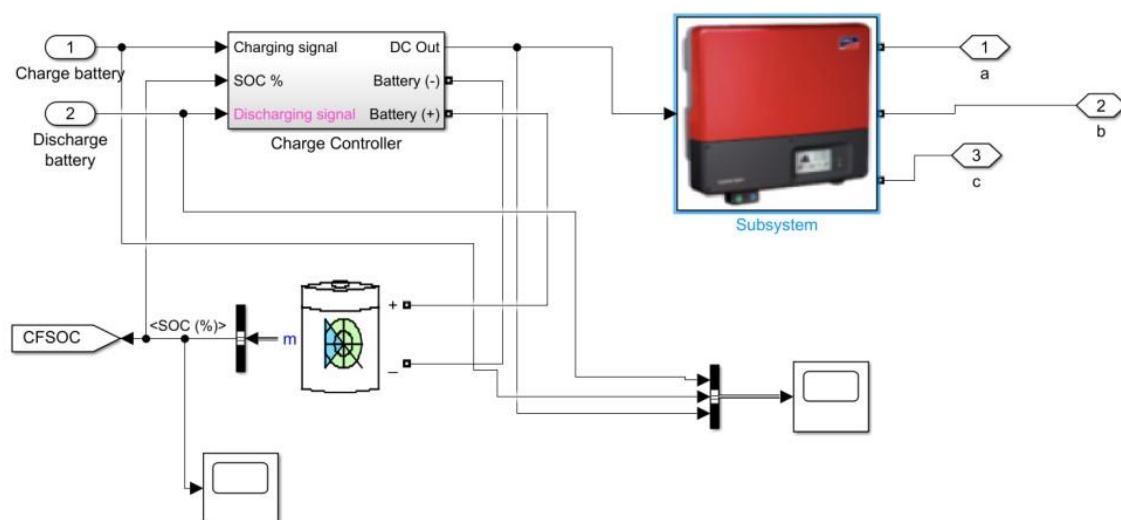 1
Charge battery
2
Discharge
battery
Charging signal
DC Out
SOC %
Battery (-)
Discharging signal
Battery (+)
Charge Controller
Subsystem
1
a
2
b
3
c
CFSOC
<SOC (%)>
m
+
_